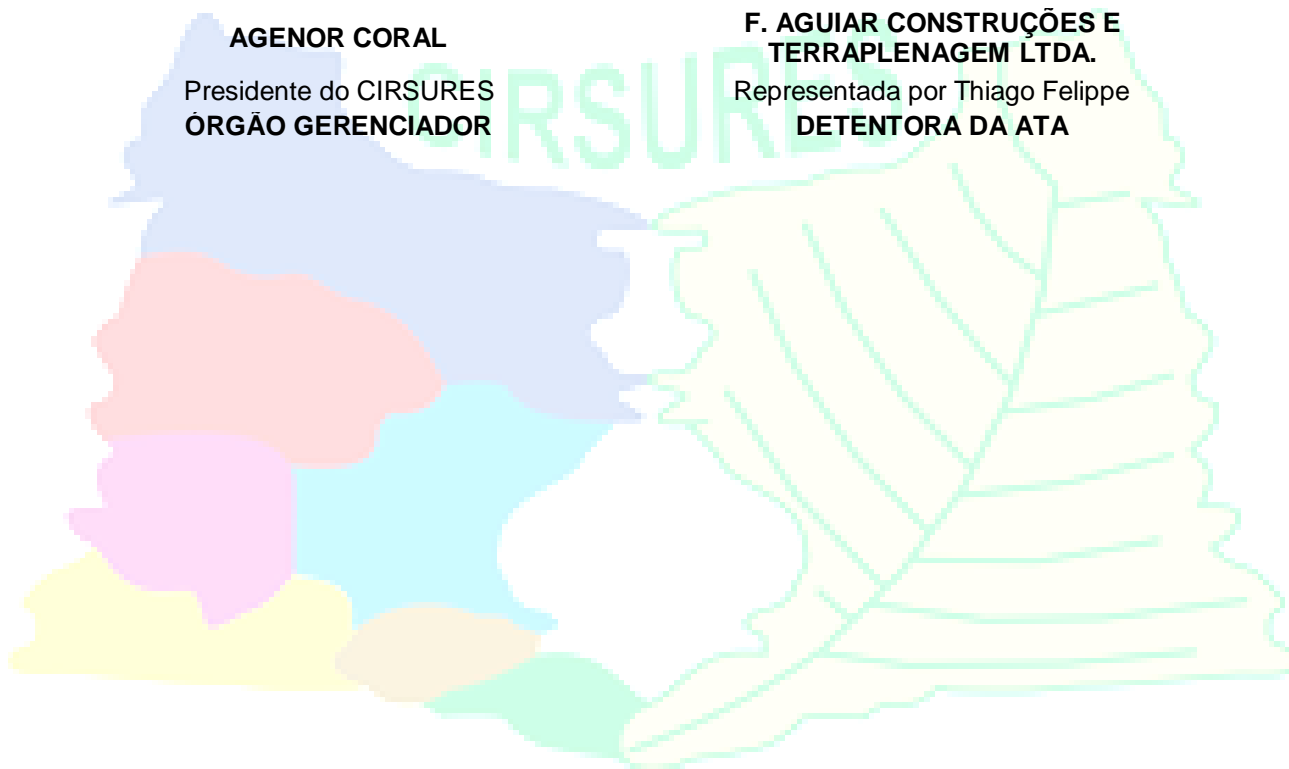 AGENOR CORAL
Presidente do CIRSURES
ÓRGÃO GERENCIADOR
F. AGUIAR CONSTRUÇÕES E
TERRAPLENAGEM LTDA.
Representada por Thiago Felippe
DETENTORA DA ATA
CIRSURES